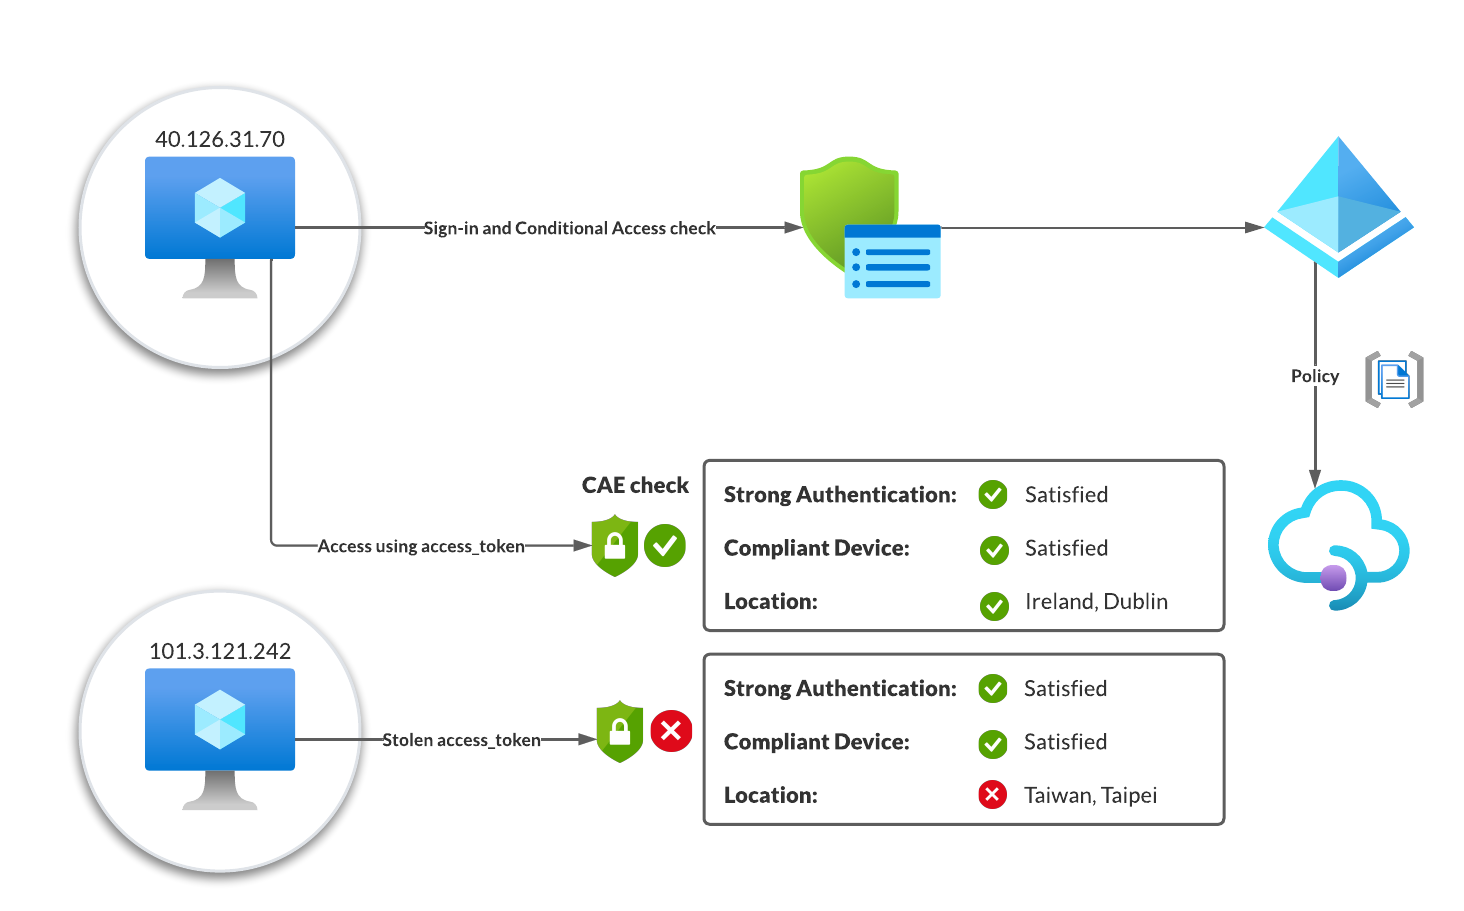 40.126.31.70
Sign-in and Conditional Access check
Policy
CAE check
Access using access_token
Strong Authentication: Satisfied
Compliant Device: Satisfied
Location: Ireland, Dublin
101.3.121.242
Stolen access_token
Strong Authentication: Satisfied
Compliant Device: Satisfied
Location: Taiwan, Taipei